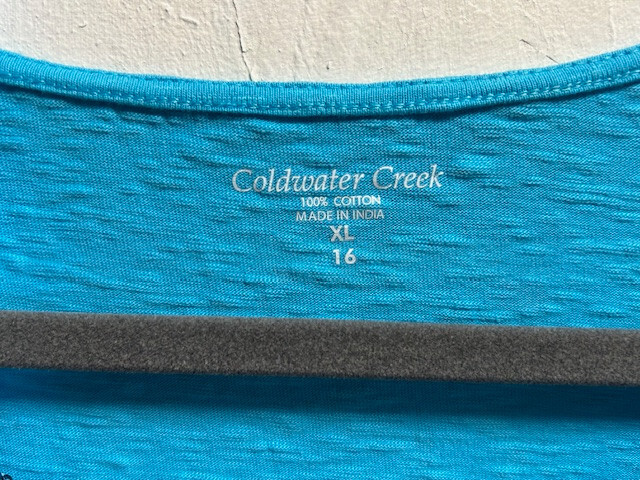 Coldwater Creek
100% COTTON
MADE IN INDIA
XL
16